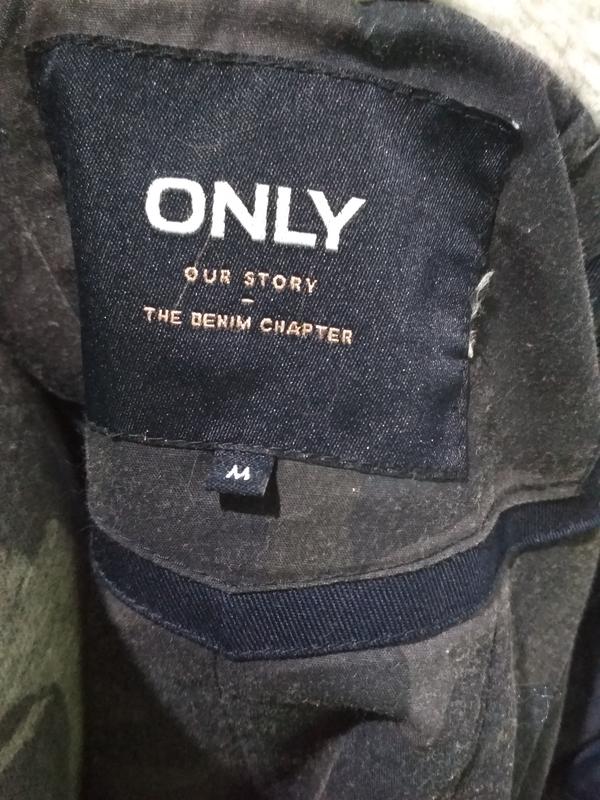 ONLY
OUR STORY
–
THE DENIM CHAPTER
M